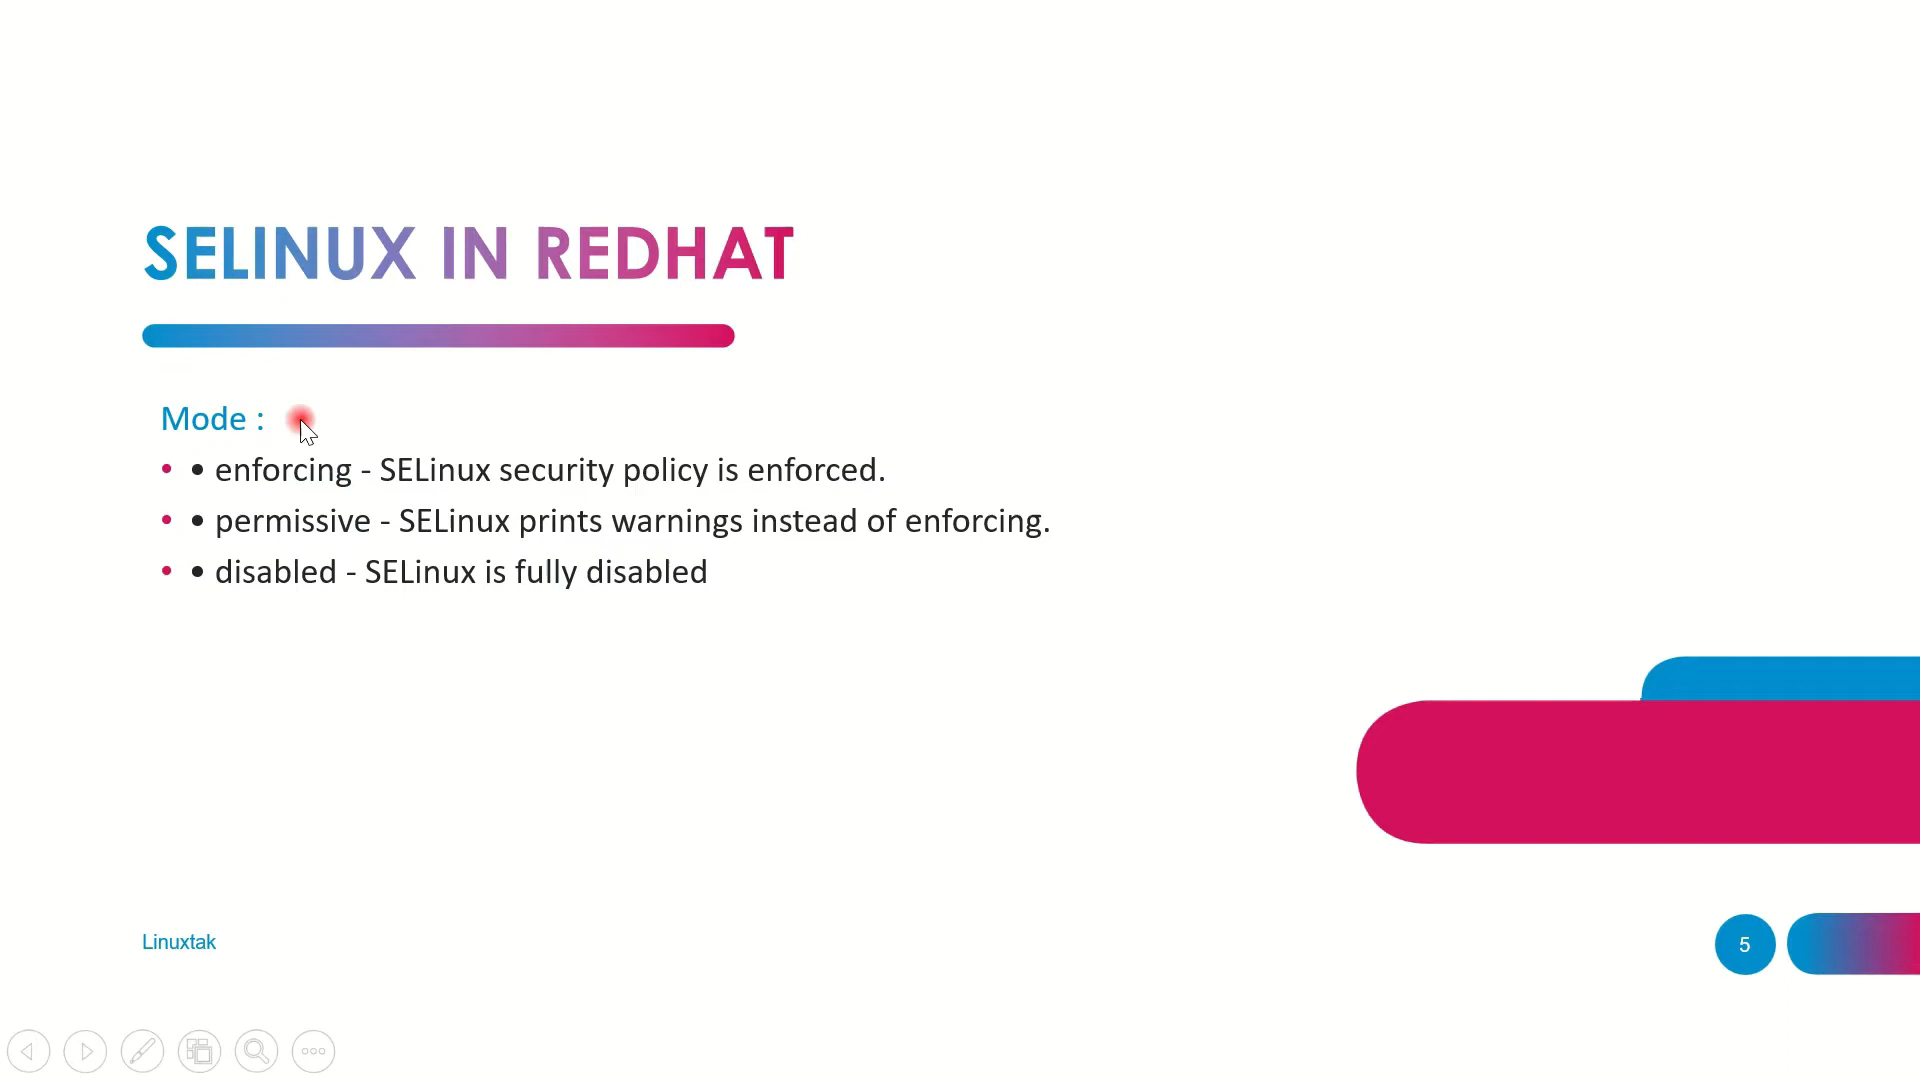 SELINUX IN REDHAT
Mode :
• • enforcing - SELinux security policy is enforced.
• • permissive - SELinux prints warnings instead of enforcing.
• • disabled - SELinux is fully disabled
Linuxtak
5